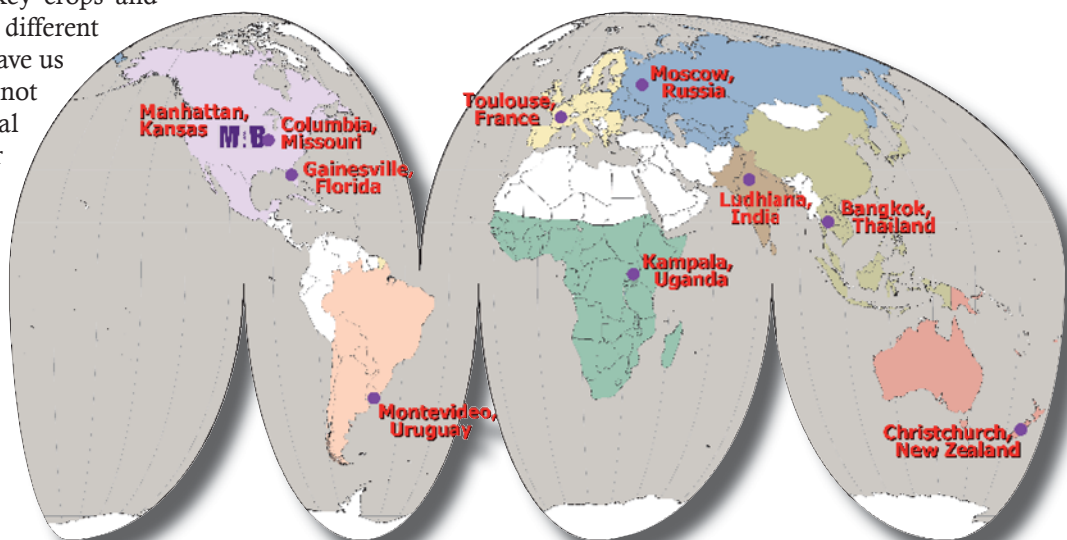 key crops and
different
ave us
not
al
r
Manhattan,
Kansas
M:B
Columbia,
Missouri
Gainesville,
Florida
Toulouse,
France
Moscow,
Russia
Ludhiana,
India
Bangkok,
Thailand
Kampala,
Uganda
Montevideo,
Uruguay
Christchurch,
New Zealand